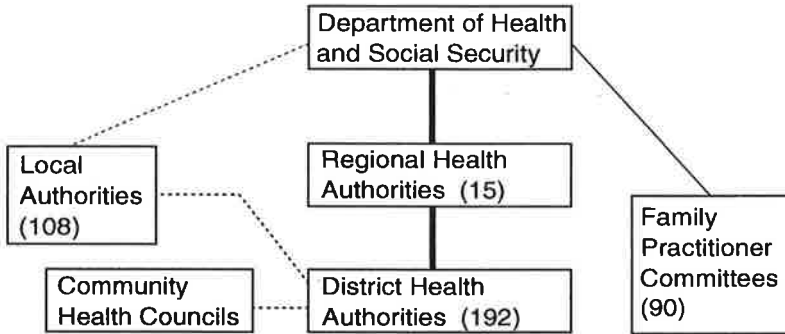 Department of Health
and Social Security
Local
Authorities
(108)
Regional Health
Authorities (15)
Family
Practitioner
Committees
(90)
Community
Health Councils
District Health
Authorities (192)